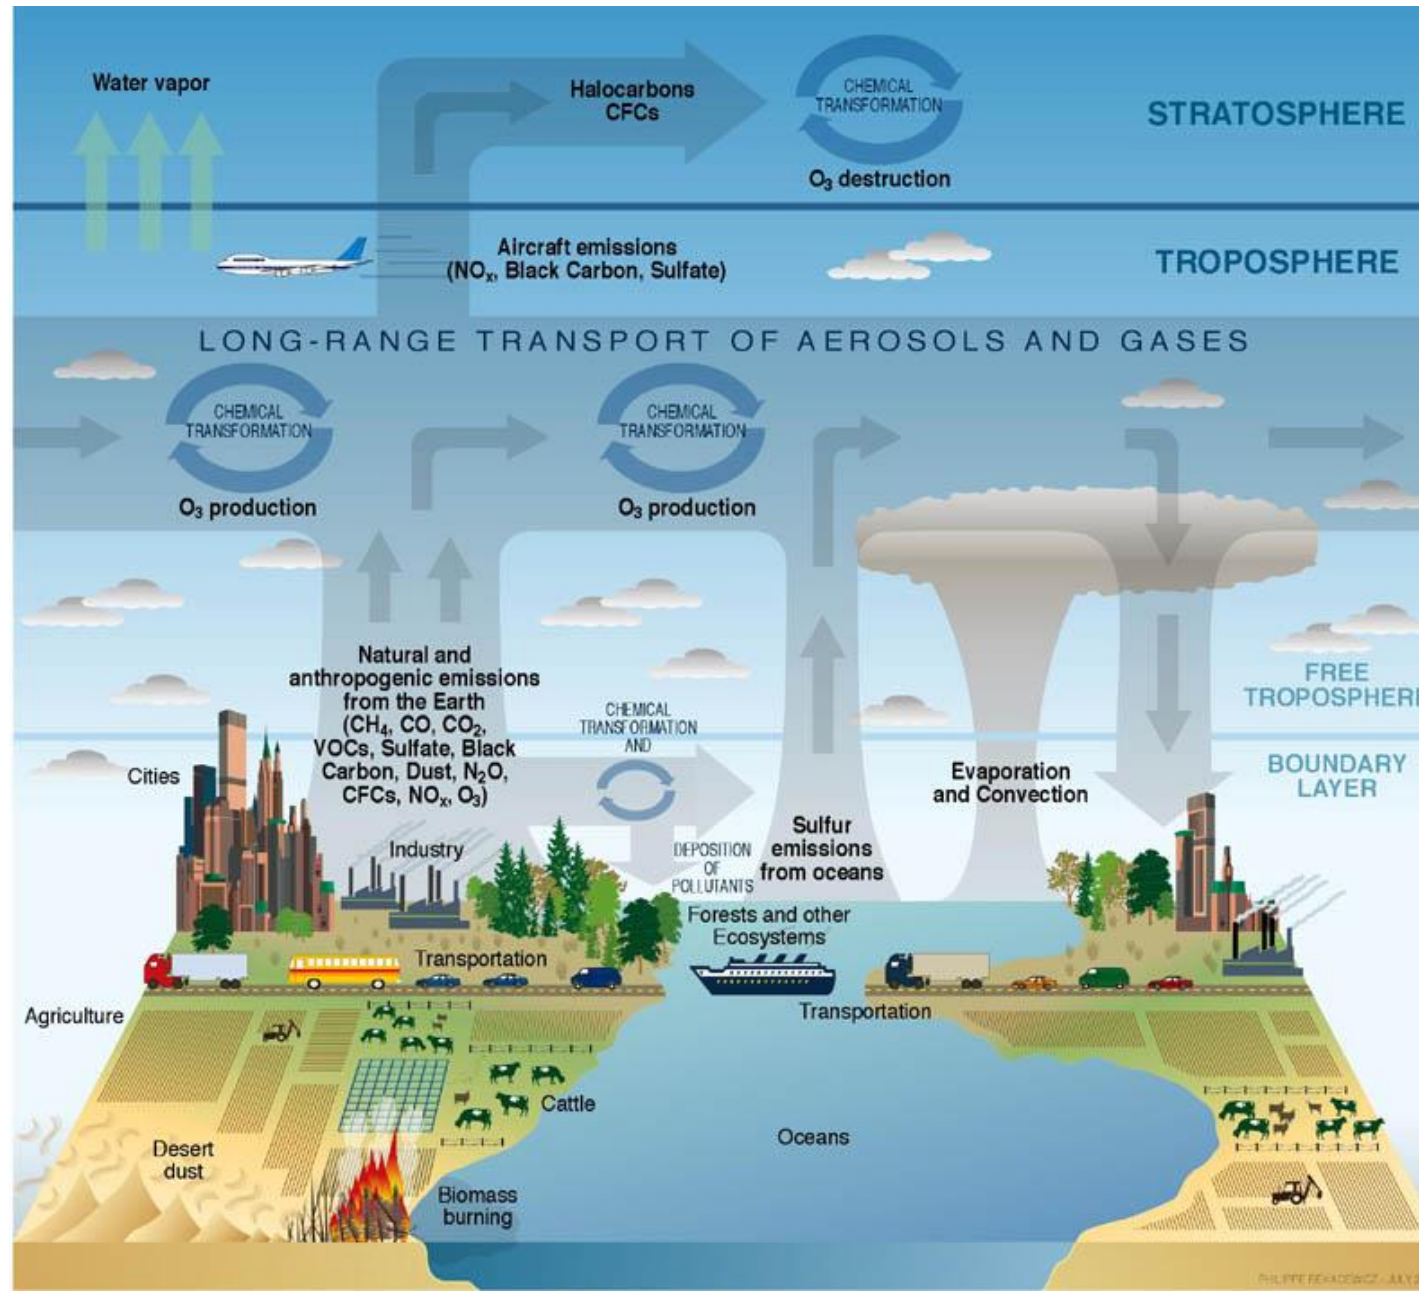 Water vapor
Halocarbons
CFCs
CHEMICAL
TRANSFORMATION
O₃ destruction
STRATOSPHERE
Aircraft emissions
(NOₓ, Black Carbon, Sulfate)
TROPOSPHERE
LONG-RANGE TRANSPORT OF AEROSOLS AND GASES
CHEMICAL
TRANSFORMATION
O₃ production
CHEMICAL
TRANSFORMATION
O₃ production
Natural and
anthropogenic emissions
from the Earth
(CH₄, CO, CO₂,
VOCs, Sulfate, Black
Carbon, Dust, N₂O,
CFCs, NOₓ, O₃)
CHEMICAL
TRANSFORMATION
AND
DEPOSITION
OF
POLLUTANTS
FREE
TROPOSPHERE
BOUNDARY
LAYER
Cities
Industry
Evaporation
and Convection
Sulfur
emissions
from oceans
Forests and other
Ecosystems
Transportation
Transportation
Agriculture
Cattle
Oceans
Desert
dust
Biomass
burning
PHILIPPE REKACEWICZ - JULY